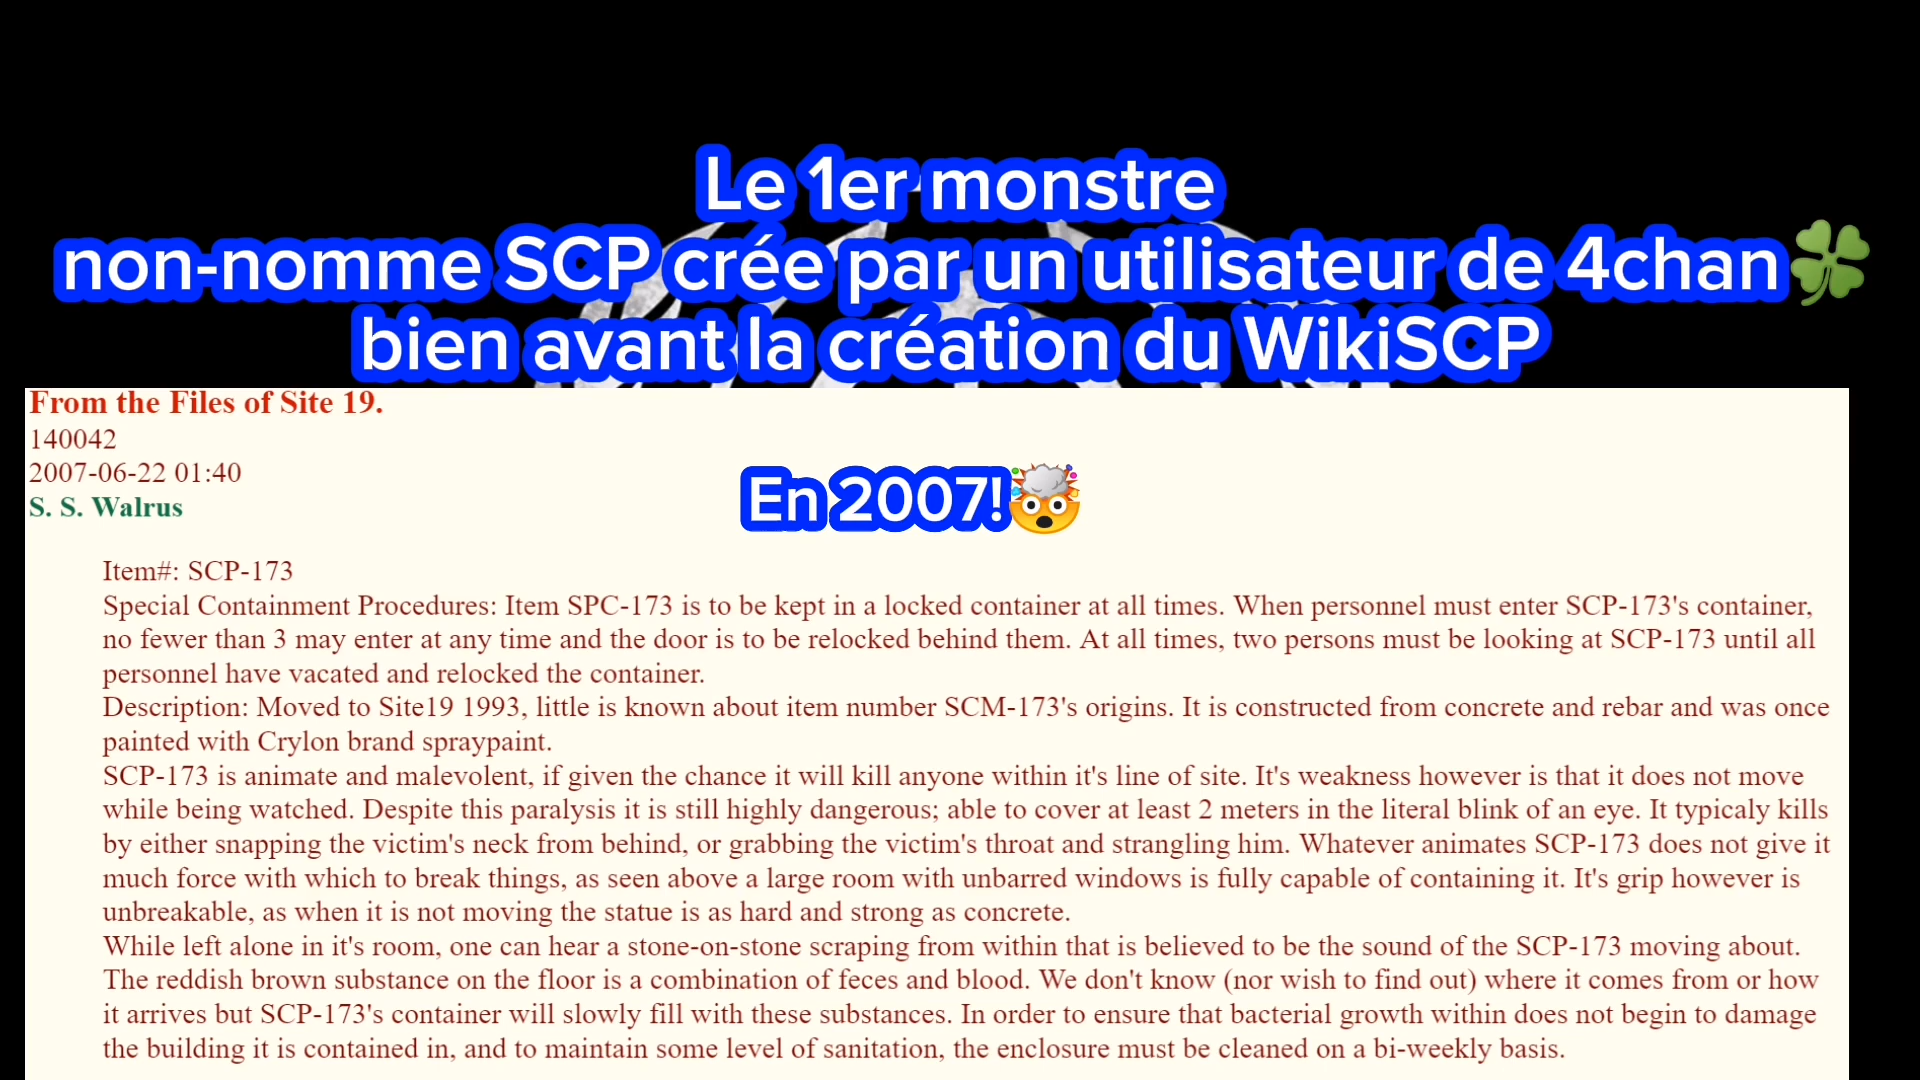 Le 1er monstre
non-nomme SCP crée par un utilisateur de 4chan🍀
bien avant la création du WikiSCP
From the Files of Site 19.
140042
2007-06-22 01:40
En 2007!🤯
S. S. Walrus
Item#: SCP-173
Special Containment Procedures: Item SPC-173 is to be kept in a locked container at all times. When personnel must enter SCP-173's container,
no fewer than 3 may enter at any time and the door is to be relocked behind them. At all times, two persons must be looking at SCP-173 until all
personnel have vacated and relocked the container.
Description: Moved to Site19 1993, little is known about item number SCM-173's origins. It is constructed from concrete and rebar and was once
painted with Crylon brand spraypaint.
SCP-173 is animate and malevolent, if given the chance it will kill anyone within it's line of site. It's weakness however is that it does not move
while being watched. Despite this paralysis it is still highly dangerous; able to cover at least 2 meters in the literal blink of an eye. It typicaly kills
by either snapping the victim's neck from behind, or grabbing the victim's throat and strangling him. Whatever animates SCP-173 does not give it
much force with which to break things, as seen above a large room with unbarred windows is fully capable of containing it. It's grip however is
unbreakable, as when it is not moving the statue is as hard and strong as concrete.
While left alone in it's room, one can hear a stone-on-stone scraping from within that is believed to be the sound of the SCP-173 moving about.
The reddish brown substance on the floor is a combination of feces and blood. We don't know (nor wish to find out) where it comes from or how
it arrives but SCP-173's container will slowly fill with these substances. In order to ensure that bacterial growth within does not begin to damage
the building it is contained in, and to maintain some level of sanitation, the enclosure must be cleaned on a bi-weekly basis.